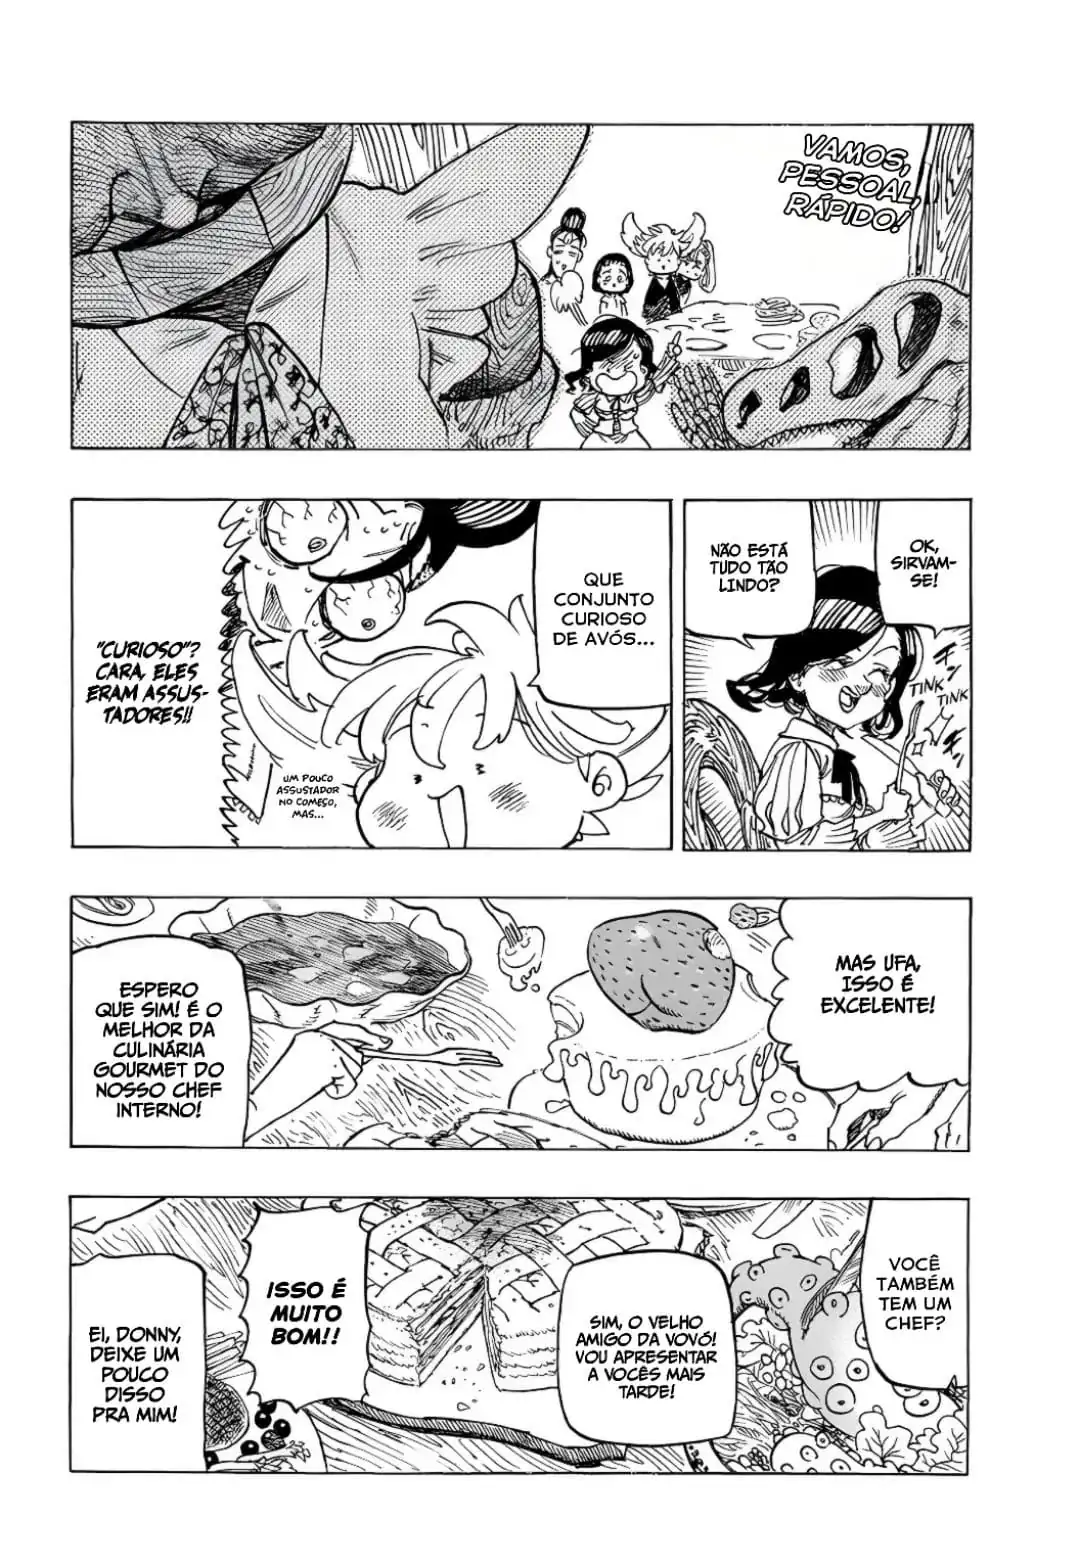 VAMOS,
PESSOAL,
RÁPIDO!
OK,
SIRVAM-
SE!
NÃO ESTÁ
TUDO TÃO
LINDO?
TINK
TINK
QUE
CONJUNTO
CURIOSO
DE AVÓS...
"CURIOSO"?
CARA, ELES
ERAM ASSUS-
TADORES!!
UM POUCO
ASSUSTADOR
NO COMEÇO,
MAS...
MAS UFA,
ISSO É
EXCELENTE!
ESPERO
QUE SIM! É O
MELHOR DA
CULINÁRIA
GOURMET DO
NOSSO CHEF
INTERNO!
VOCÊ
TAMBÉM
TEM UM
CHEF?
SIM, O VELHO
AMIGO DA VOVÓ!
VOU APRESENTAR
A VOCÊS MAIS
TARDE!
ISSO É
MUITO
BOM!!
EI, DONNY,
DEIXE UM
POUCO
DISSO
PRA MIM!